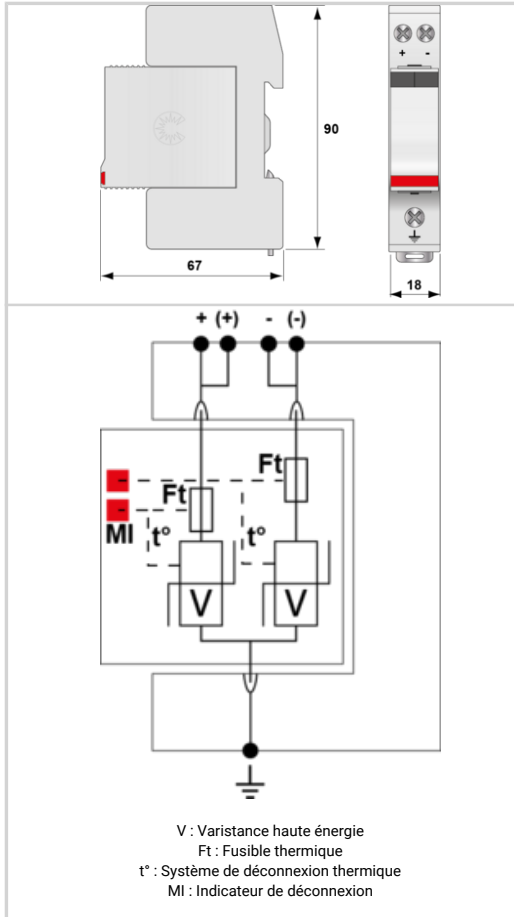 + -
90
67
18
+ (+) - (-)
Ft
Ft
MI
t°
t°
V
V
V : Varistance haute énergie
Ft : Fusible thermique
t° : Système de déconnexion thermique
MI : Indicateur de déconnexion